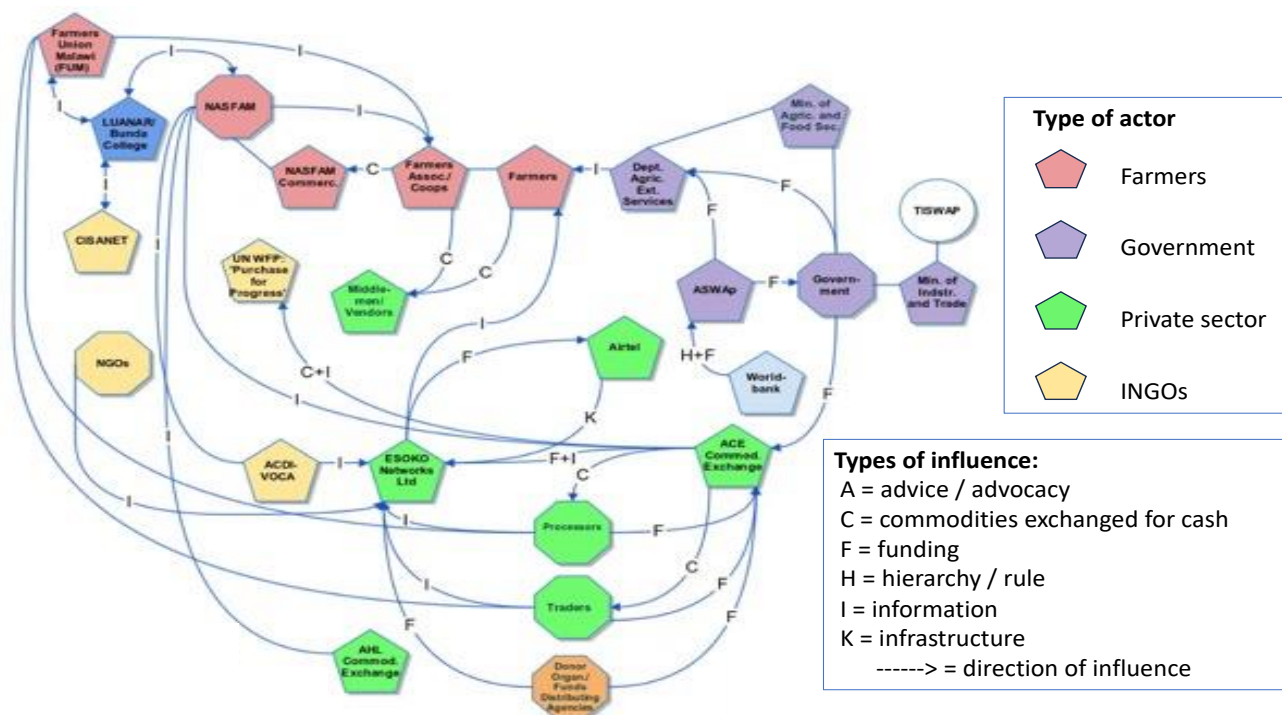 Farmers
Union
Malawi
(FUM)
I
I
I
NASFAM
I
LUANAR/
Bunda
College
I
NASFAM
Commerc.
C
Farmers
Assoc./
Coops
Farmers
I
Dept.
Agric.
Ext.
Services
Min. of
Agric. and
Food Sec.
F
F
TISWAP
CISANET
I
UN WFP:
'Purchase
for
Progress'
C
C
Middle-
men/
Vendors
ASWAp
F
Govern-
ment
Min. of
Indstr.
and Trade
I
F
Airtel
H+F
World-
bank
NGOs
C+I
I
K
F
I
ACDI-
VOCA
I
ESOKO
Networks
Ltd
F+I
ACE
Commod.
Exchange
C
I
I
Processors
F
C
I
Traders
F
F
F
AHL
Commod.
Exchange
Donor
Organ./
Funds
Distributing
Agencies
Type of actor
Farmers
Government
Private sector
INGOs
Types of influence:
A = advice / advocacy
C = commodities exchanged for cash
F = funding
H = hierarchy / rule
I = information
K = infrastructure
------> = direction of influence